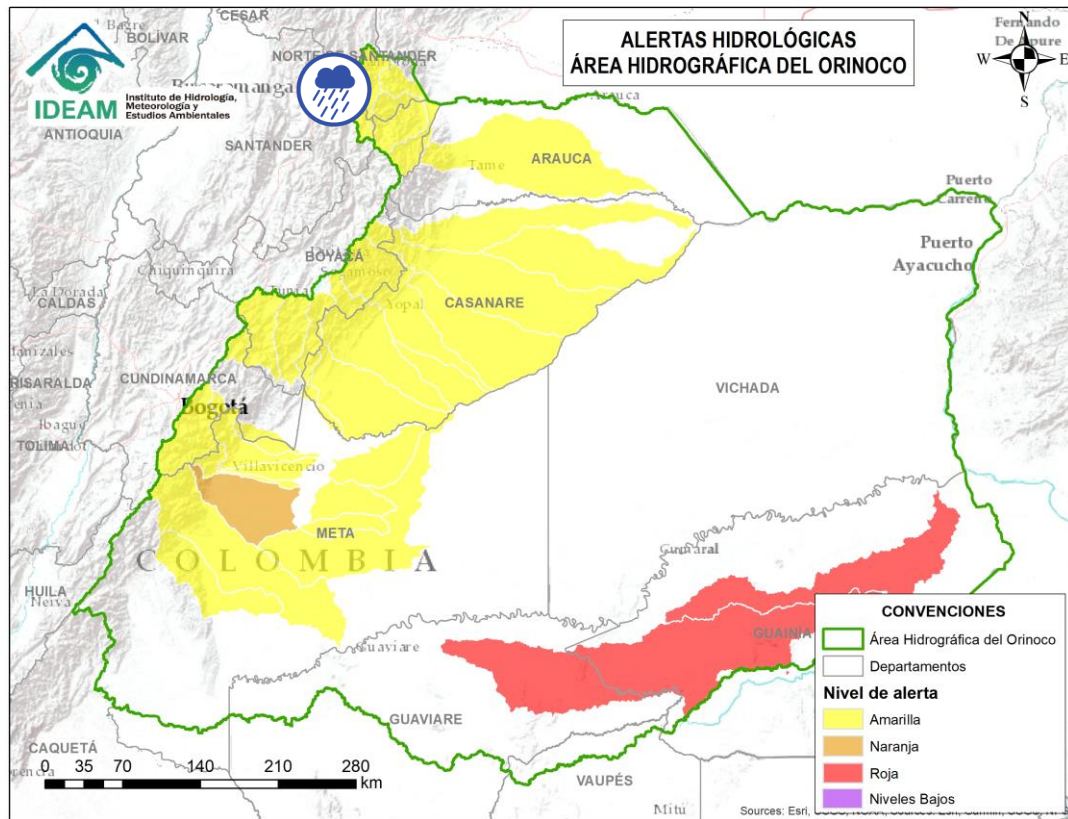 CESAR
BOLÍVAR
NORTE DE SANTANDER
ALERTAS HIDROLÓGICAS
ÁREA HIDROGRÁFICA DEL ORINOCO
Fernando
De Apure
N
W E
S
IDEAM
Instituto de Hidrología,
Meteorología y
Estudios Ambientales
ANTIOQUIA
SANTANDER
Arauca
ARAUCA
Tame
Puerto
Carreño
Puerto
Ayacucho
BOYACÁ
Sogamoso
Chiquinquirá
Tunja
La Dorada
CALDAS
Yopal
CASANARE
CUNDINAMARCA
RISARALDA
VICHADA
Bogotá
Ibague
TOLIMA
Villavicencio
META
COLOMBIA
Cumaral
HUILA
Neiva
Guaviare
GUAINÍA
GUAVIARE
CAQUETÁ
VAUPÉS
Mitú
0 35 70 140 210 280
km
CONVENCIONES
Área Hidrográfica del Orinoco
Departamentos
Nivel de alerta
Amarilla
Naranja
Roja
Niveles Bajos
Sources: Esri,